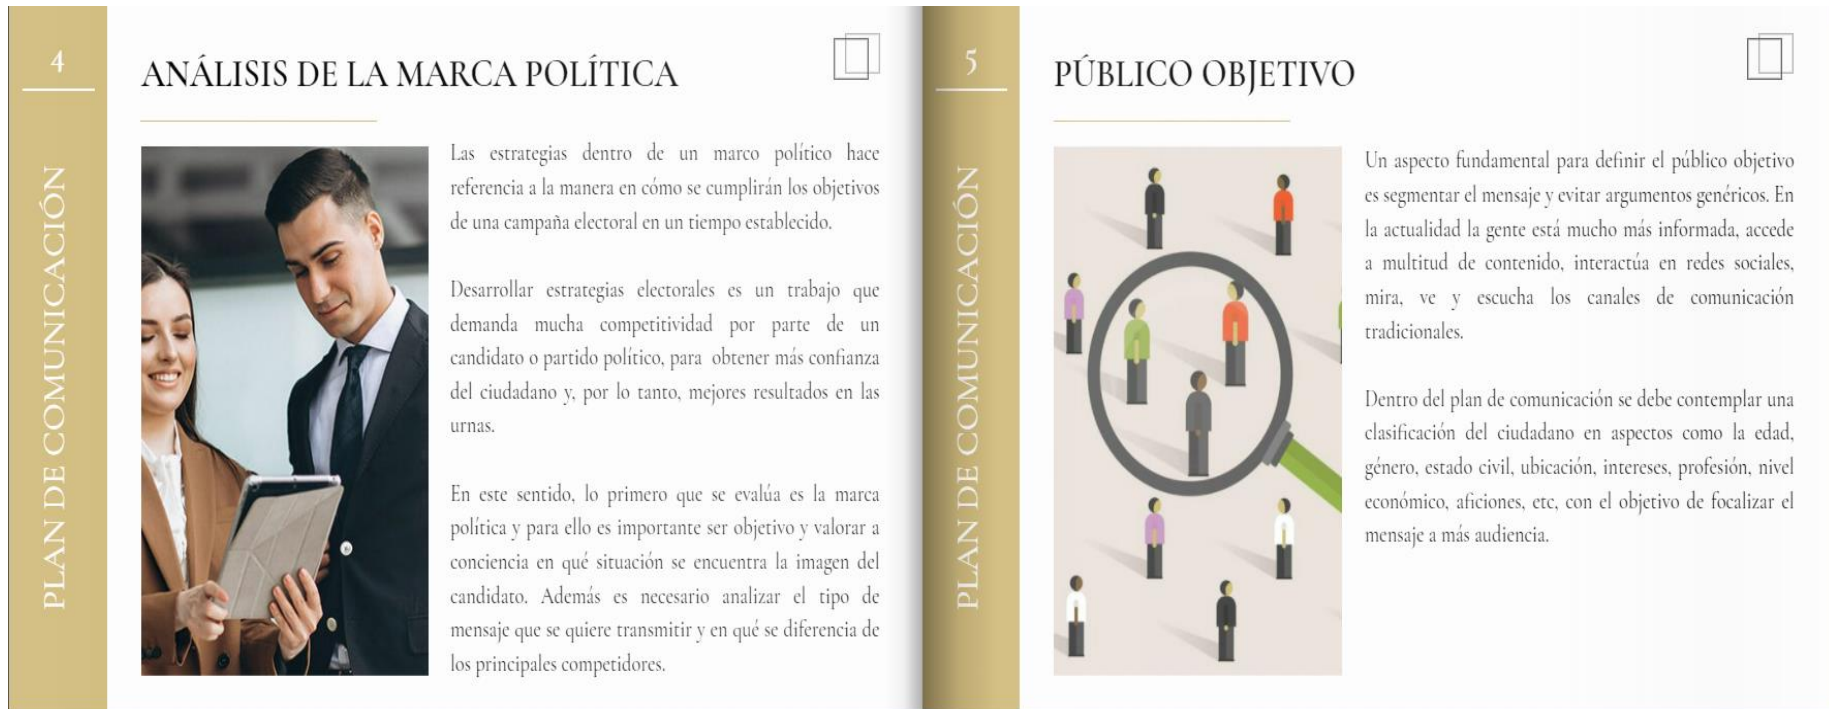 4
PLAN DE COMUNICACIÓN
ANÁLISIS DE LA MARCA POLÍTICA
Las estrategias dentro de un marco político hace
referencia a la manera en cómo se cumplirán los objetivos
de una campaña electoral en un tiempo establecido.
Desarrollar estrategias electorales es un trabajo que
demanda mucha competitividad por parte de un
candidato o partido político, para obtener más confianza
del ciudadano y, por lo tanto, mejores resultados en las
urnas.
En este sentido, lo primero que se evalúa es la marca
política y para ello es importante ser objetivo y valorar a
conciencia en qué situación se encuentra la imagen del
candidato. Además es necesario analizar el tipo de
mensaje que se quiere transmitir y en qué se diferencia de
los principales competidores.
5
PLAN DE COMUNICACIÓN
PÚBLICO OBJETIVO
Un aspecto fundamental para definir el público objetivo
es segmentar el mensaje y evitar argumentos genéricos. En
la actualidad la gente está mucho más informada, accede
a multitud de contenido, interactúa en redes sociales,
mira, ve y escucha los canales de comunicación
tradicionales.
Dentro del plan de comunicación se debe contemplar una
clasificación del ciudadano en aspectos como la edad,
género, estado civil, ubicación, intereses, profesión, nivel
económico, aficiones, etc, con el objetivo de focalizar el
mensaje a más audiencia.